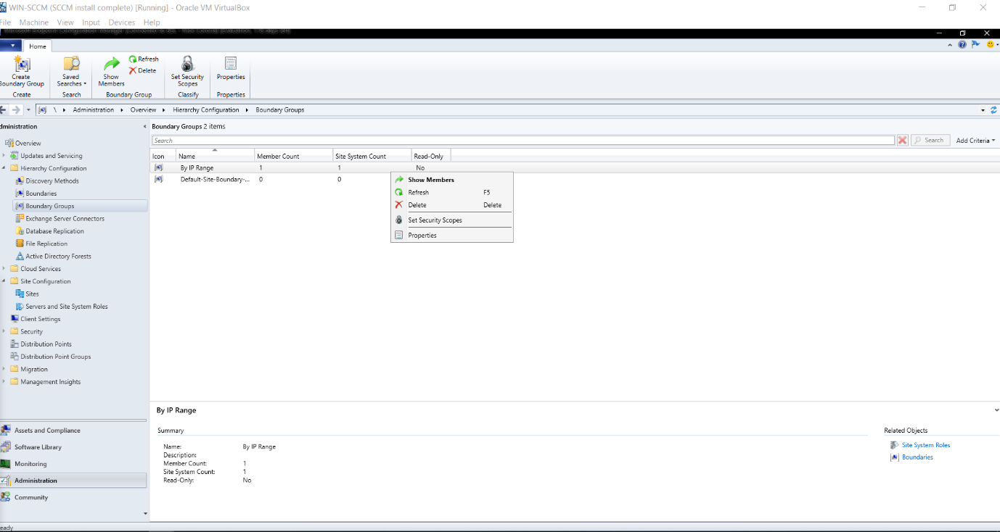 WIN-SCCM (SCCM install complete) [Running] - Oracle VM VirtualBox
File Machine View Input Devices Help
Home
Refresh
Delete
Create Boundary Group
Saved Searches
Show Members
Set Security Scopes
Properties
Create
Search
Boundary Group
Classify
Properties
\ Administration Overview Hierarchy Configuration Boundary Groups
dministration
Overview
Updates and Servicing
Hierarchy Configuration
Discovery Methods
Boundaries
Boundary Groups
Exchange Server Connectors
Database Replication
File Replication
Active Directory Forests
Cloud Services
Site Configuration
Sites
Servers and Site System Roles
Client Settings
Security
Distribution Points
Distribution Point Groups
Migration
Management Insights
Assets and Compliance
Software Library
Monitoring
Administration
Community
eady
Boundary Groups 2 items
Search
Search
Add Criteria
Icon Name Member Count Site System Count Read-Only
By IP Range 1 1 No
Default-Site-Boundary-... 0 0
Show Members
Refresh F5
Delete Delete
Set Security Scopes
Properties
By IP Range
Summary
Name: By IP Range
Description:
Member Count: 1
Site System Count: 1
Read-Only: No
Related Objects
Site System Roles
Boundaries